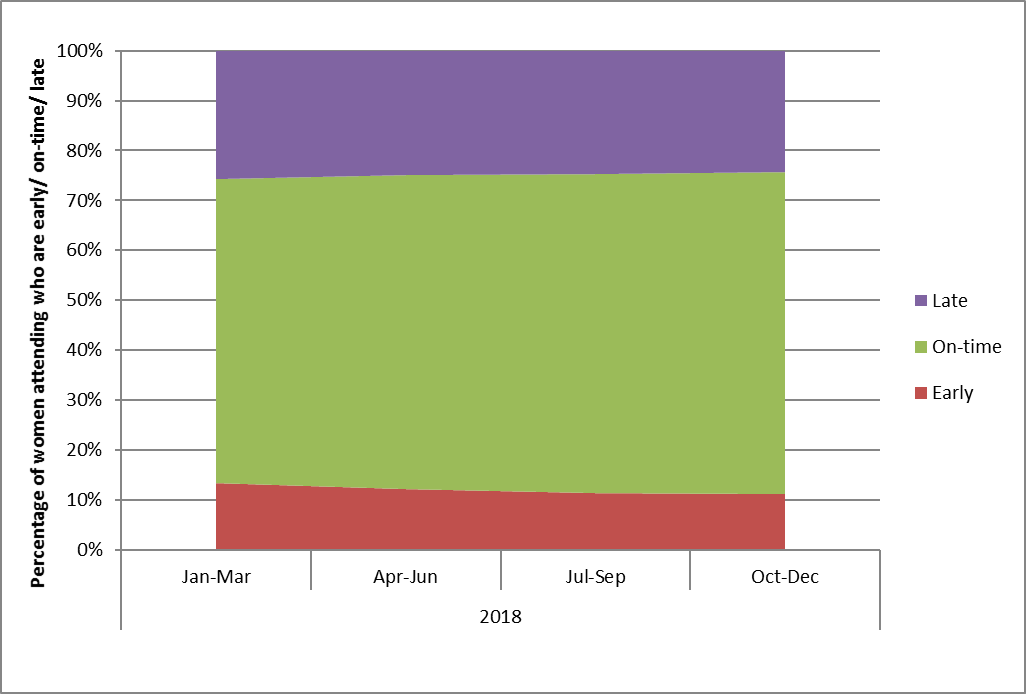 Percentage of women attending who are early/ on-time/ late
100%
90%
80%
70%
60%
50%
40%
30%
20%
10%
0%
Jan-Mar
Apr-Jun
Jul-Sep
Oct-Dec
2018
Late
On-time
Early